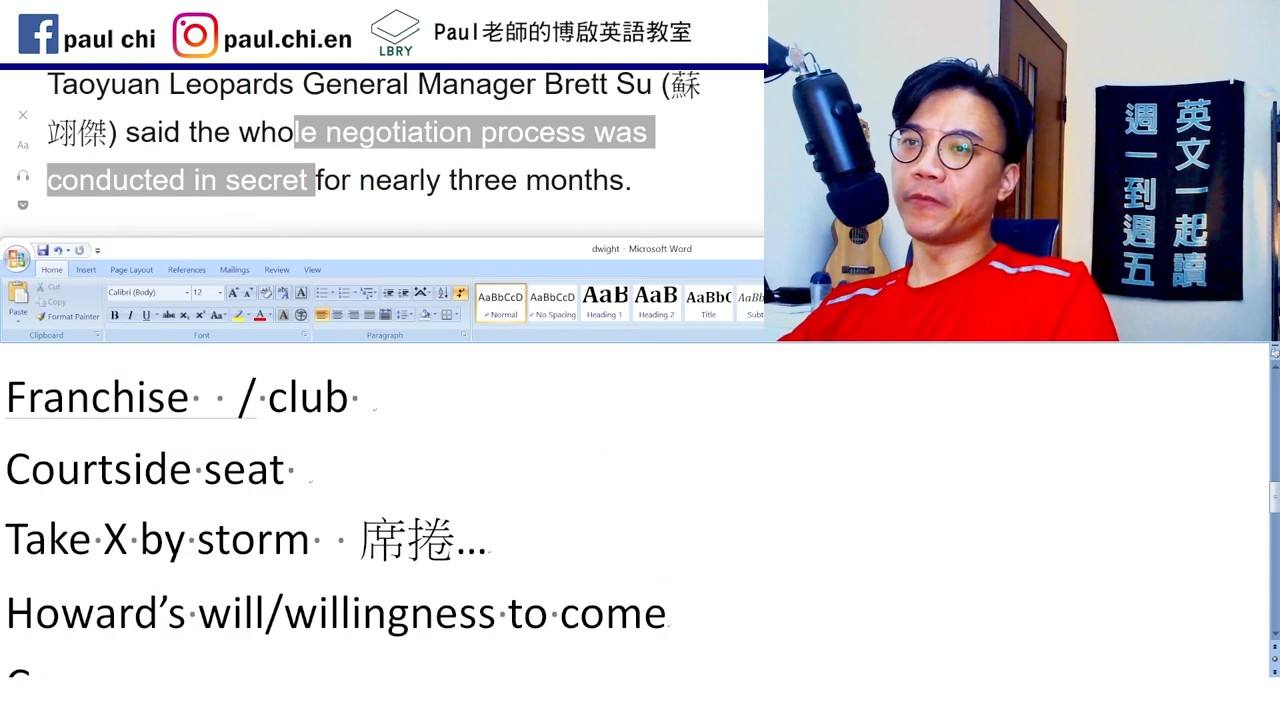 paul chi
paul.chi.en
LBRY
Paul老師的博啟英語教室
Taoyuan Leopards General Manager Brett Su (蘇
翊傑) said the whole negotiation process was
conducted in secret for nearly three months.
Aa
dwight - Microsoft Word
Home Insert Page Layout References Mailings Review View
Paste
Cut
Copy
Format Painter
Clipboard
Calibri (Body) 12
Font
Paragraph
AaBbCcD AaBbCcD AaBb AaB AaBbC AaB
Normal No Spacing Heading 1 Heading 2 Title Subt
英文一起讀
週一到週五
Franchise / club
Courtside seat
Take X by storm 席捲...
Howard's will/willingness to come